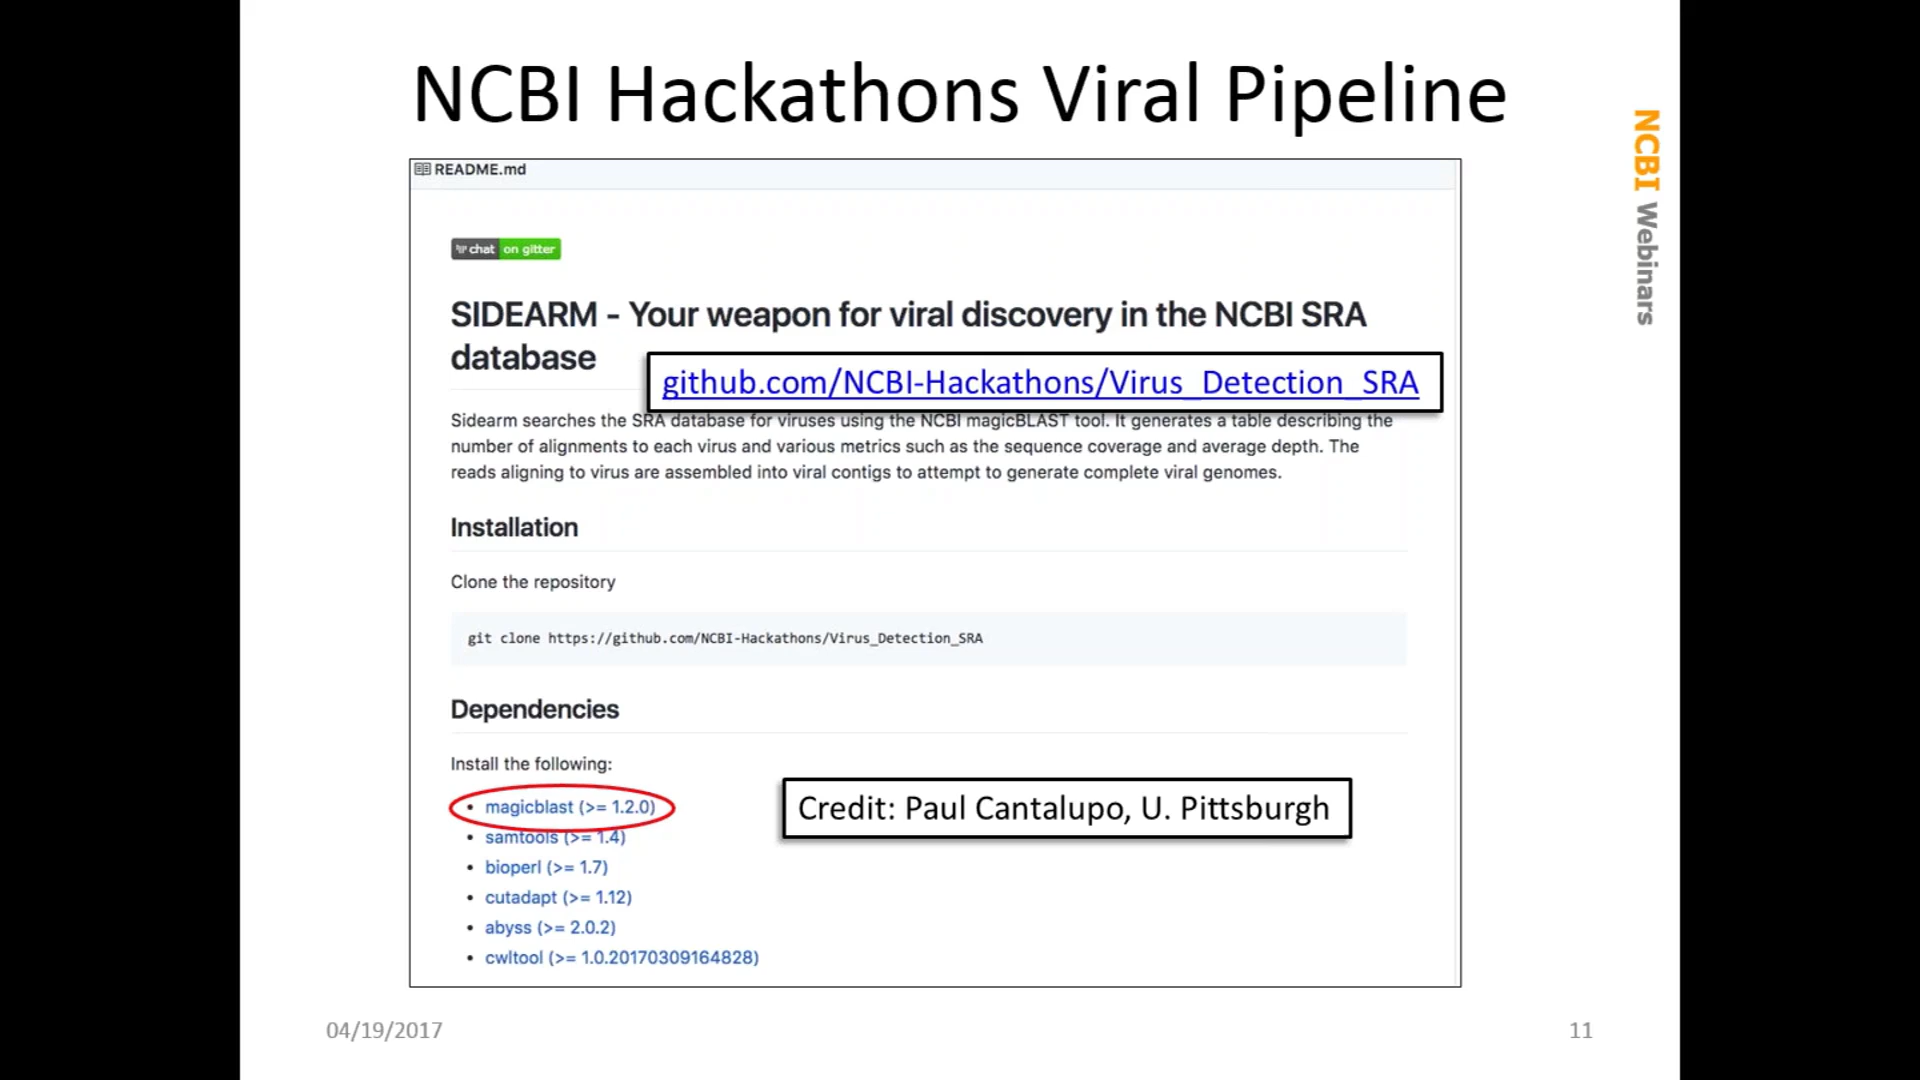 NCBI Hackathons Viral Pipeline
NCBI Webinars
README.md
chat on gitter
SIDEARM - Your weapon for viral discovery in the NCBI SRA
database
github.com/NCBI-Hackathons/Virus_Detection_SRA
Sidearm searches the SRA database for viruses using the NCBI magicBLAST tool. It generates a table describing the
number of alignments to each virus and various metrics such as the sequence coverage and average depth. The
reads aligning to virus are assembled into viral contigs to attempt to generate complete viral genomes.
Installation
Clone the repository
git clone https://github.com/NCBI-Hackathons/Virus_Detection_SRA
Dependencies
Install the following:
• magicblast (>= 1.2.0)
Credit: Paul Cantalupo, U. Pittsburgh
• samtools (>= 1.4)
• bioperl (>= 1.7)
• cutadapt (>= 1.12)
• abyss (>= 2.0.2)
• cwltool (>= 1.0.20170309164828)
04/19/2017
11